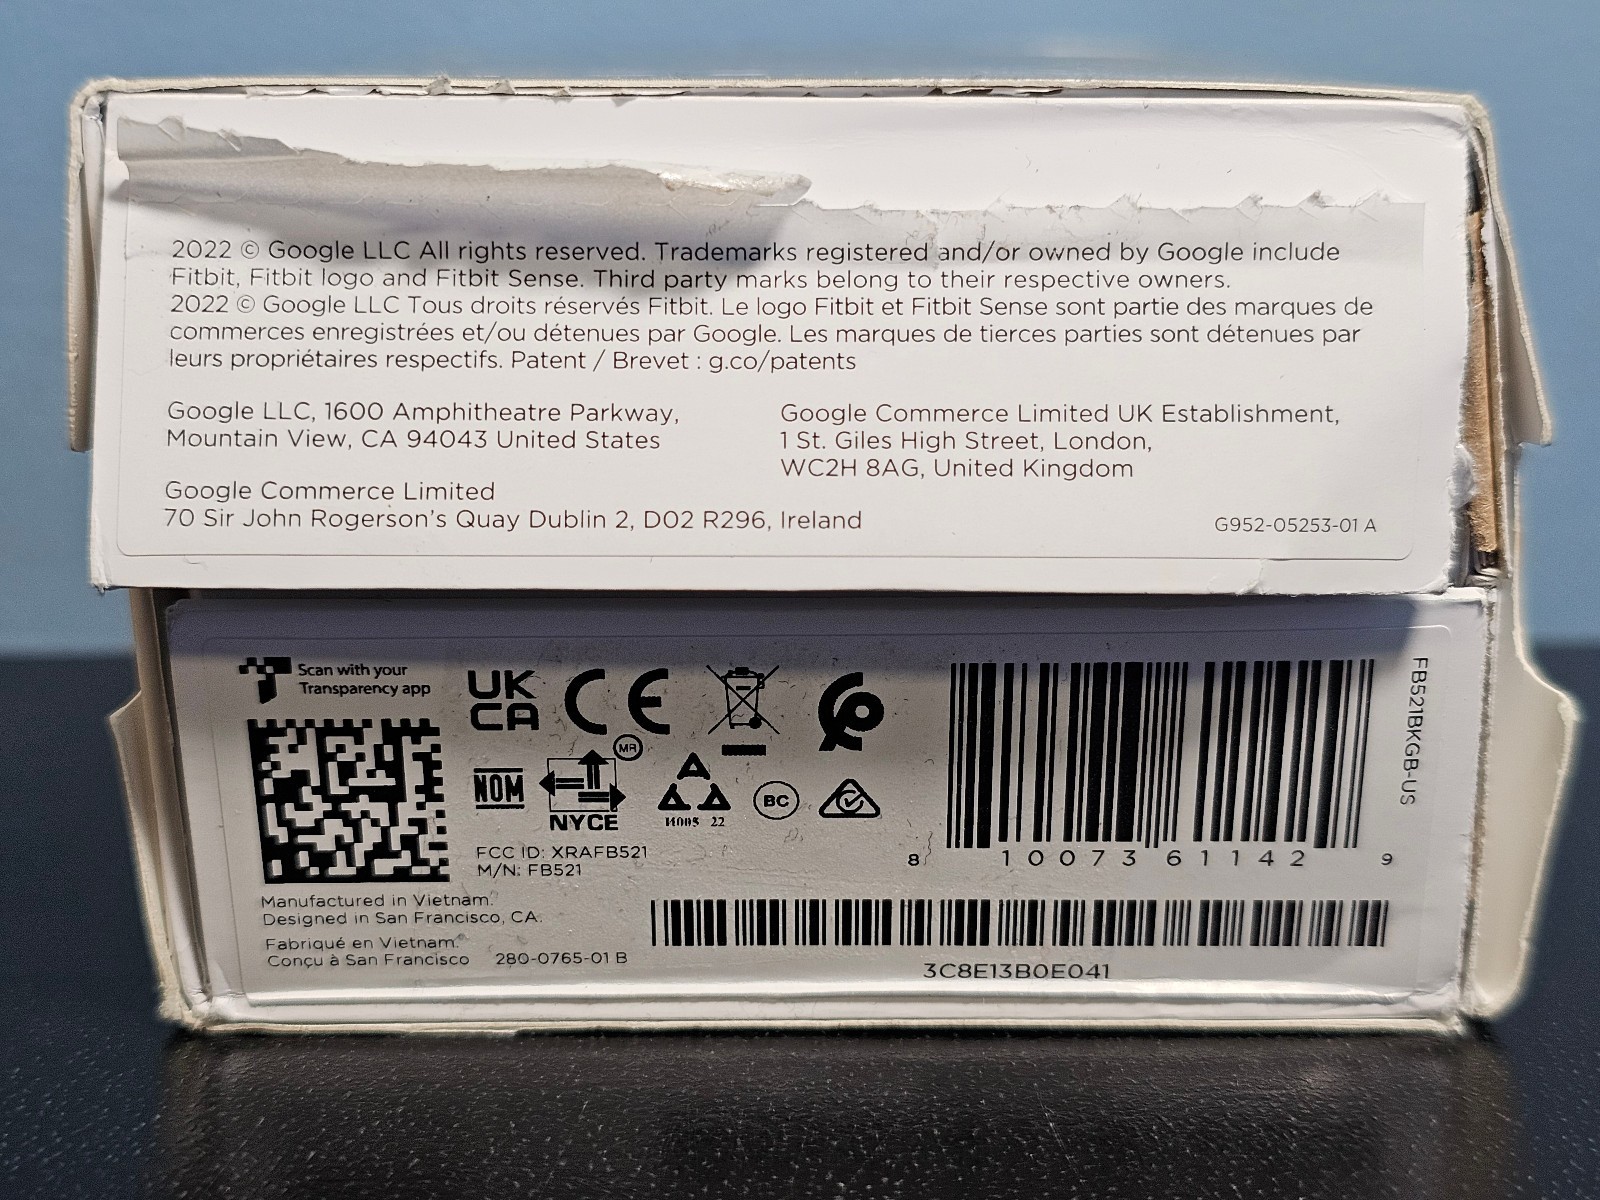 2022 © Google LLC All rights reserved. Trademarks registered and/or owned by Google include
Fitbit, Fitbit logo and Fitbit Sense. Third party marks belong to their respective owners.
2022 © Google LLC Tous droits réservés Fitbit. Le logo Fitbit et Fitbit Sense sont partie des marques de
commerces enregistrées et/ou détenues par Google. Les marques de tierces parties sont détenues par
leurs propriétaires respectifs. Patent / Brevet : g.co/patents
Google LLC, 1600 Amphitheatre Parkway,
Mountain View, CA 94043 United States
Google Commerce Limited UK Establishment,
1 St. Giles High Street, London,
WC2H 8AG, United Kingdom
Google Commerce Limited
70 Sir John Rogerson's Quay Dublin 2, D02 R296, Ireland
G952-05253-01 A
Scan with your
Transparency app
UK
CA
CE
MR
NOM
NYCE
22
BC
FCC ID: XRAFB521
M/N: FB521
Manufactured in Vietnam.
Designed in San Francisco, CA.
Fabriqué en Vietnam.
Conçu à San Francisco
280-0765-01 B
8 10073 61142 9
FB521BKGB-US
3C8E13B0E041